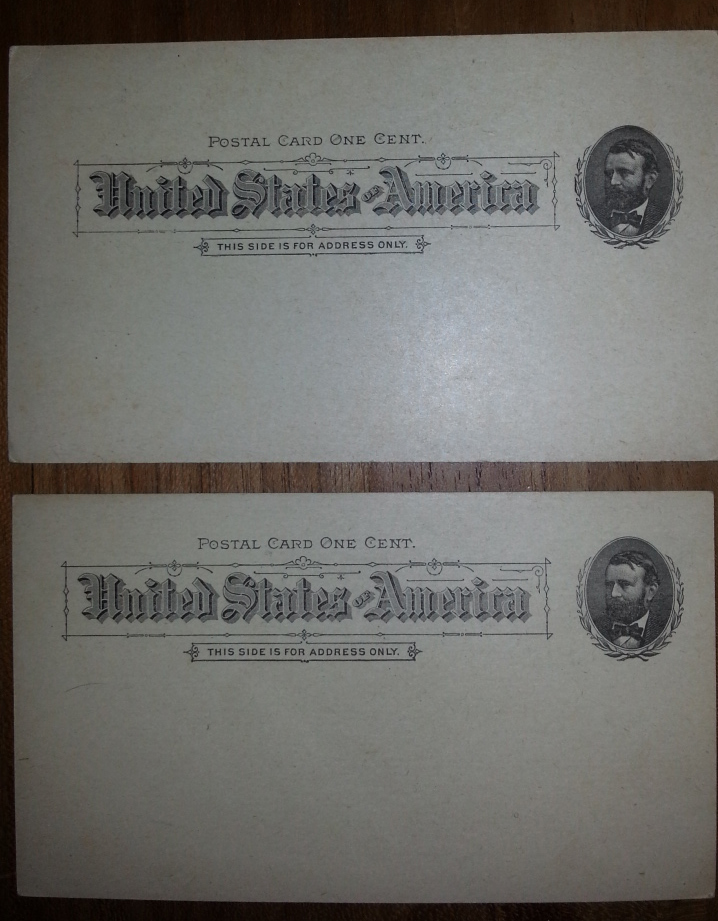 POSTAL CARD ONE CENT.
United States OF America
THIS SIDE IS FOR ADDRESS ONLY.
POSTAL CARD ONE CENT.
United States OF America
THIS SIDE IS FOR ADDRESS ONLY.